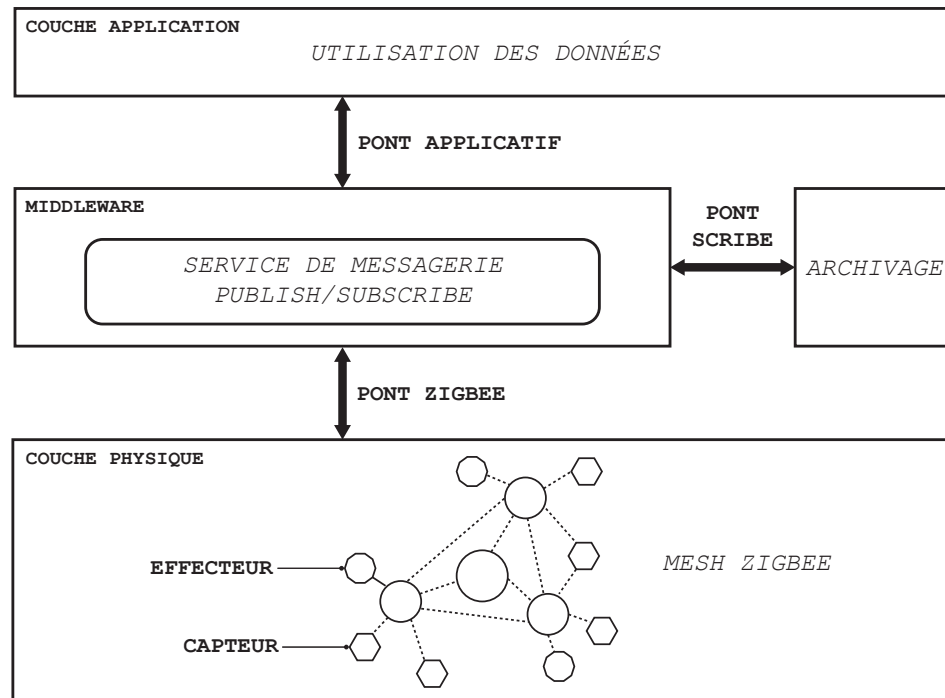 COUCHE APPLICATION
UTILISATION DES DONNÉES
PONT APPLICATIF
MIDDLEWARE
SERVICE DE MESSAGERIE
PUBLISH/SUBSCRIBE
PONT
SCRIBE
ARCHIVAGE
PONT ZIGBEE
COUCHE PHYSIQUE
EFFECTEUR
MESH ZIGBEE
CAPTEUR